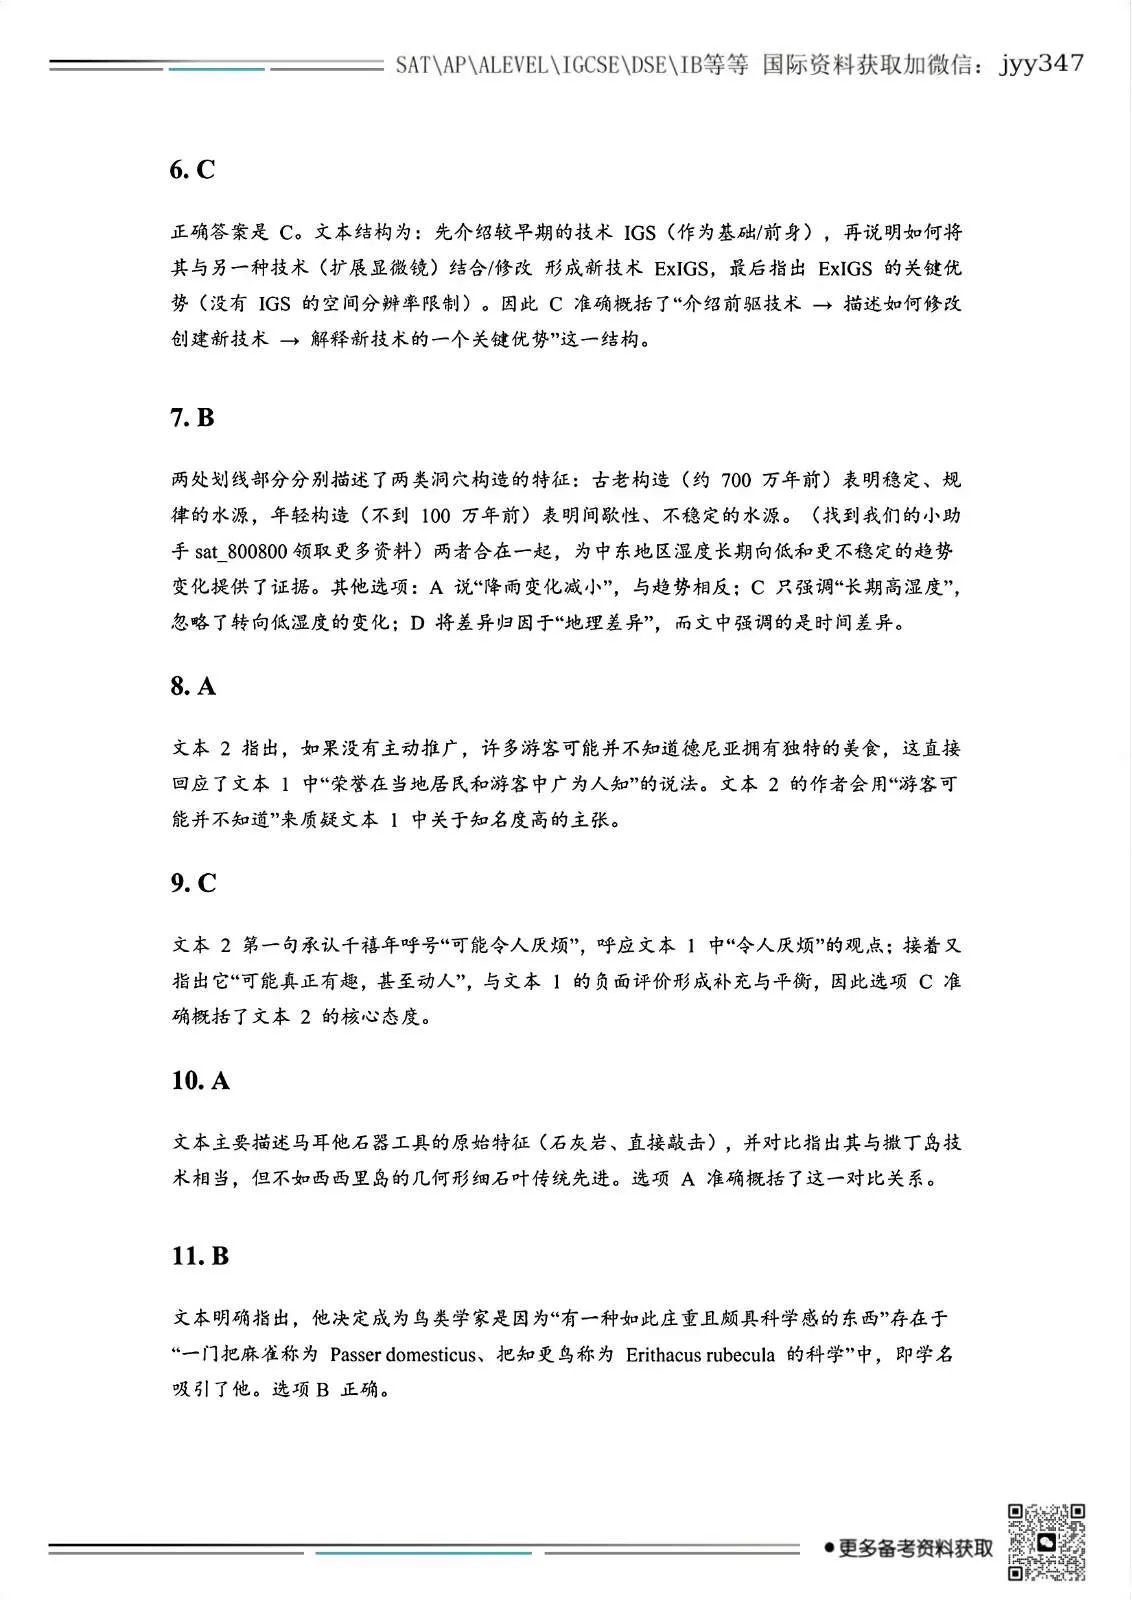 SAT\AP\ALEVEL\IGCSE\DSE\IB等等 国际资料获取加微信： jyy347
6. C
正确答案是 C。文本结构为：先介绍较早期的技术 IGS（作为基础/前身），再说明如何将
其与另一种技术（扩展显微镜）结合/修改 形成新技术 ExIGS，最后指出 ExIGS 的关键优
势（没有 IGS 的空间分辨率限制）。因此 C 准确概括了“介绍前驱技术 → 描述如何修改
创建新技术 → 解释新技术的一个关键优势”这一结构。
7. B
两处划线部分分别描述了两类洞穴构造的特征：古老构造（约 700 万年前）表明稳定、规
律的水源，年轻构造（不到 100 万年前）表明间歇性、不稳定的水源。（找到我们的小助
手 sat_800800 领取更多资料）两者合在一起，为中东地区湿度长期向低和更不稳定的趋势
变化提供了证据。其他选项：A 说“降雨变化减小”，与趋势相反；C 只强调“长期高湿度”，
忽略了转向低湿度的变化；D 将差异归因于“地理差异”，而文中强调的是时间差异。
8. A
文本 2 指出，如果没有主动推广，许多游客可能并不知道德尼亚拥有独特的美食，这直接
回应了文本 1 中“荣誉在当地居民和游客中广为人知”的说法。文本 2 的作者会用“游客可
能并不知道”来质疑文本 1 中关于知名度高的主张。
9. C
文本 2 第一句承认千禧年呼号“可能令人厌烦”，呼应文本 1 中“令人厌烦”的观点；接着又
指出它“可能真正有趣，甚至动人”，与文本 1 的负面评价形成补充与平衡，因此选项 C 准
确概括了文本 2 的核心态度。
10. A
文本主要描述马耳他石器工具的原始特征（石灰岩、直接敲击），并对比指出其与撒丁岛技
术相当，但不如西西里岛的几何形细石叶传统先进。选项 A 准确概括了这一对比关系。
11. B
文本明确指出，他决定成为鸟类学家是因为“有一种如此庄重且颇具科学感的东西”存在于
“一门把麻雀称为 Passer domesticus、把知更鸟称为 Erithacus rubecula 的科学”中，即学名
吸引了他。选项 B 正确。
●更多备考资料获取